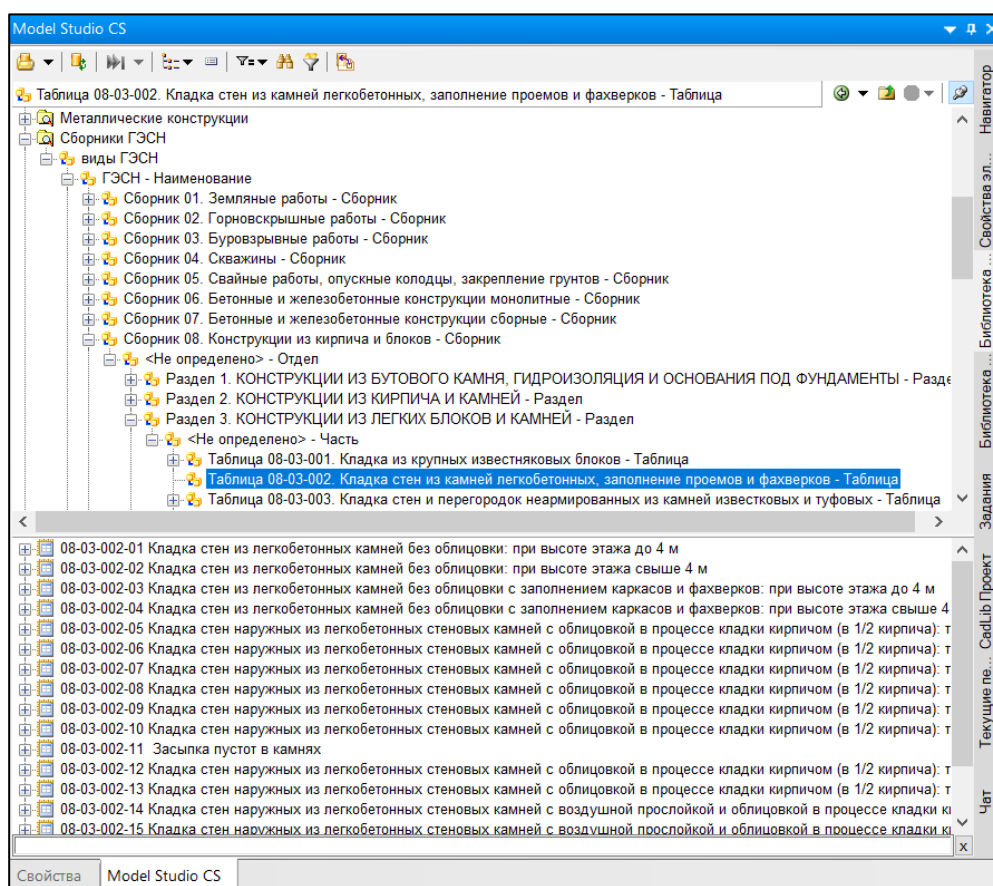 Model Studio CS
Таблица 08-03-002. Кладка стен из камней легкобетонных, заполнение проемов и фахверков - Таблица
Металлические конструкции
Сборники ГЭСН
виды ГЭСН
ГЭСН - Наименование
Сборник 01. Земляные работы - Сборник
Сборник 02. Горновскрышные работы - Сборник
Сборник 03. Буровзрывные работы - Сборник
Сборник 04. Скважины - Сборник
Сборник 05. Свайные работы, опускные колодцы, закрепление грунтов - Сборник
Сборник 06. Бетонные и железобетонные конструкции монолитные - Сборник
Сборник 07. Бетонные и железобетонные конструкции сборные - Сборник
Сборник 08. Конструкции из кирпича и блоков - Сборник
<Не определено> - Отдел
Раздел 1. КОНСТРУКЦИИ ИЗ БУТОВОГО КАМНЯ, ГИДРОИЗОЛЯЦИЯ И ОСНОВАНИЯ ПОД ФУНДАМЕНТЫ - Разде
Раздел 2. КОНСТРУКЦИИ ИЗ КИРПИЧА И КАМНЕЙ - Раздел
Раздел 3. КОНСТРУКЦИИ ИЗ ЛЕГКИХ БЛОКОВ И КАМНЕЙ - Раздел
<Не определено> - Часть
Таблица 08-03-001. Кладка из крупных известняковых блоков - Таблица
Таблица 08-03-002. Кладка стен из камней легкобетонных, заполнение проемов и фахверков - Таблица
Таблица 08-03-003. Кладка стен и перегородок неармированных из камней известковых и туфовых - Таблица
08-03-002-01 Кладка стен из легкобетонных камней без облицовки: при высоте этажа до 4 м
08-03-002-02 Кладка стен из легкобетонных камней без облицовки: при высоте этажа свыше 4 м
08-03-002-03 Кладка стен из легкобетонных камней без облицовки с заполнением каркасов и фахверков: при высоте этажа до 4 м
08-03-002-04 Кладка стен из легкобетонных камней без облицовки с заполнением каркасов и фахверков: при высоте этажа свыше 4
08-03-002-05 Кладка стен наружных из легкобетонных стеновых камней с облицовкой в процессе кладки кирпичом (в 1/2 кирпича): т
08-03-002-06 Кладка стен наружных из легкобетонных стеновых камней с облицовкой в процессе кладки кирпичом (в 1/2 кирпича): т
08-03-002-07 Кладка стен наружных из легкобетонных стеновых камней с облицовкой в процессе кладки кирпичом (в 1/2 кирпича): т
08-03-002-08 Кладка стен наружных из легкобетонных стеновых камней с облицовкой в процессе кладки кирпичом (в 1/2 кирпича): т
08-03-002-09 Кладка стен наружных из легкобетонных стеновых камней с облицовкой в процессе кладки кирпичом (в 1/2 кирпича): т
08-03-002-10 Кладка стен наружных из легкобетонных стеновых камней с облицовкой в процессе кладки кирпичом (в 1/2 кирпича): т
08-03-002-11 Засыпка пустот в камнях
08-03-002-12 Кладка стен наружных из легкобетонных стеновых камней с облицовкой в процессе кладки кирпичом (в 1/2 кирпича): т
08-03-002-13 Кладка стен наружных из легкобетонных стеновых камней с облицовкой в процессе кладки кирпичом (в 1/2 кирпича): т
08-03-002-14 Кладка стен наружных из легкобетонных стеновых камней с воздушной прослойкой и облицовкой в процессе кладки ки
08-03-002-15 Кладка стен наружных из легкобетонных стеновых камней с воздушной прослойкой и облицовкой в процессе кладки ки
x
Свойства
Model Studio CS
Навигатор
Свойства эл...
Библиотека ...
Библиотека ...
Задания
CadLib Проект
Текущие пе...
Чат